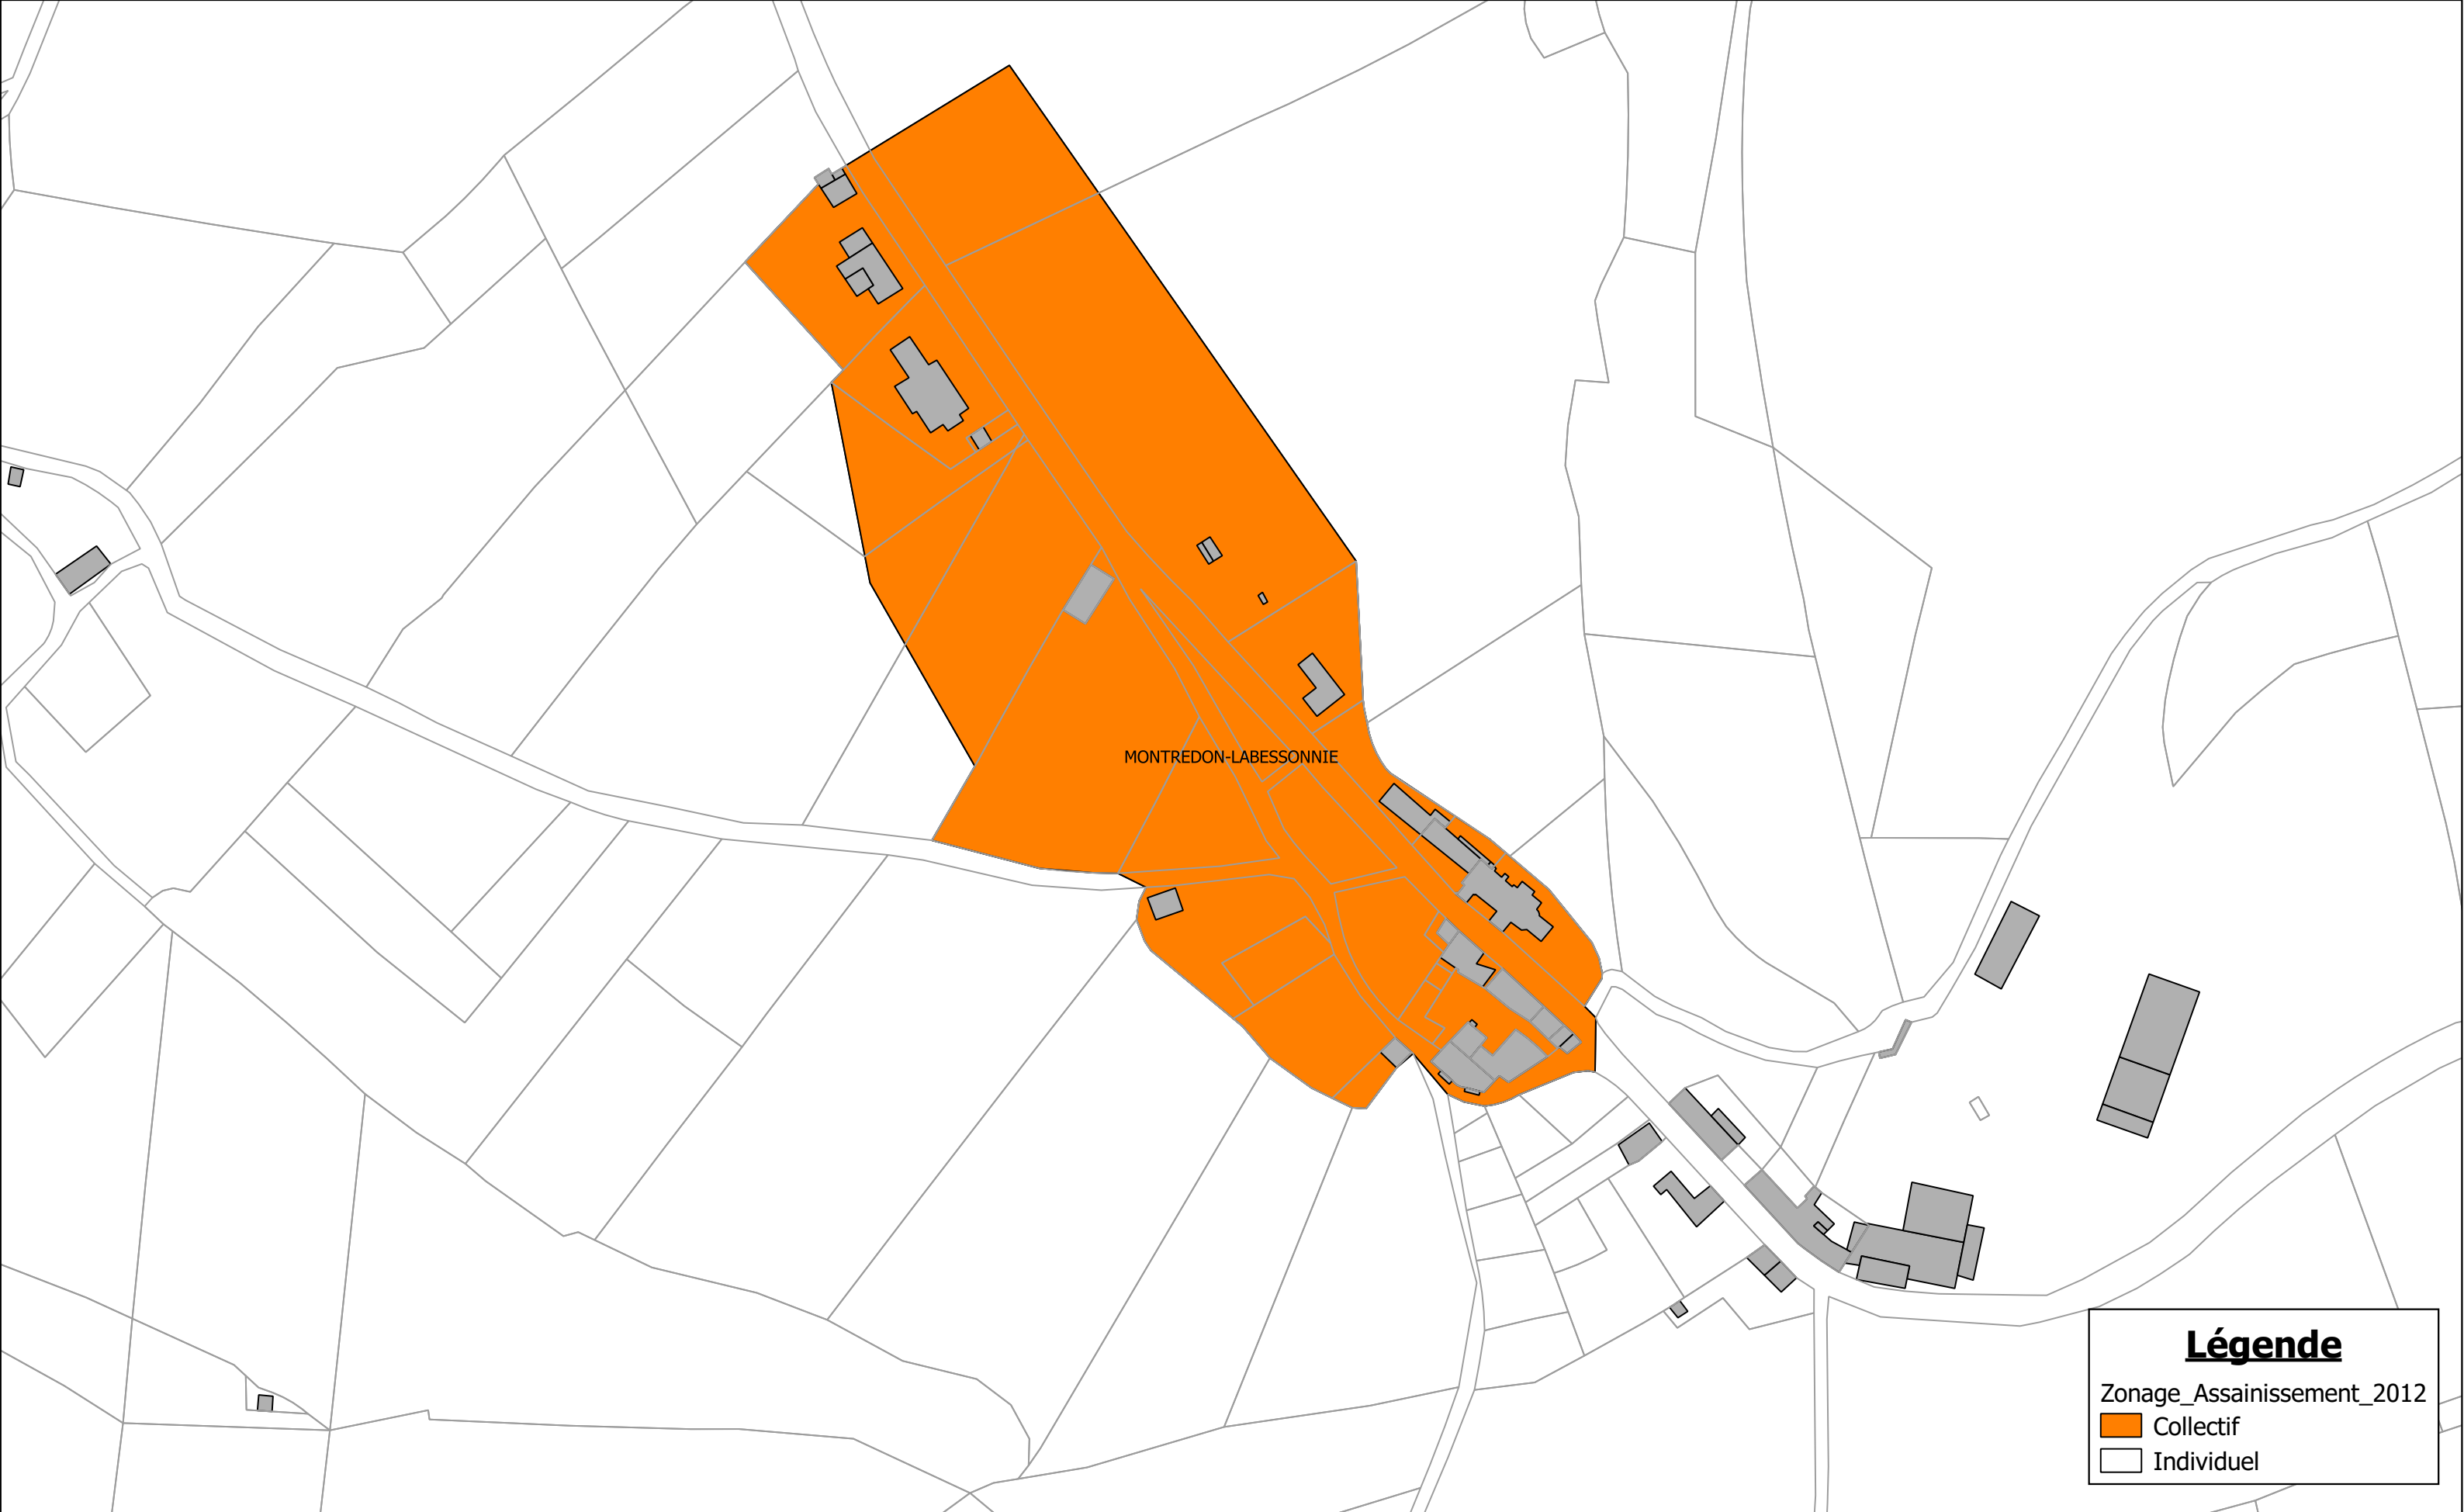 MONTREDON-LABESSONNIE
Légende
Zonage_Assainissement_2012
Collectif
Individuel